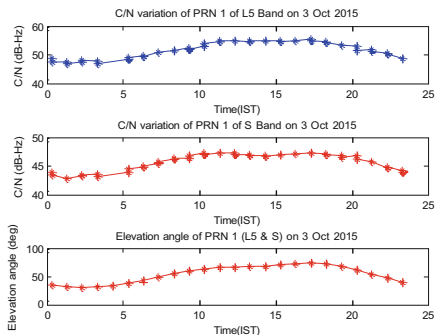 C/N variation of PRN 1 of L5 Band on 3 Oct 2015
C/N (dB-Hz)
60
50
40
0 5 10 15 20 25
Time(IST)
C/N variation of PRN 1 of S Band on 3 Oct 2015
C/N (dB-Hz)
50
45
40
0 5 10 15 20 25
Time(IST)
Elevation angle of PRN 1 (L5 & S) on 3 Oct 2015
Elevation angle (deg)
100
50
0
0 5 10 15 20 25
Time(IST)